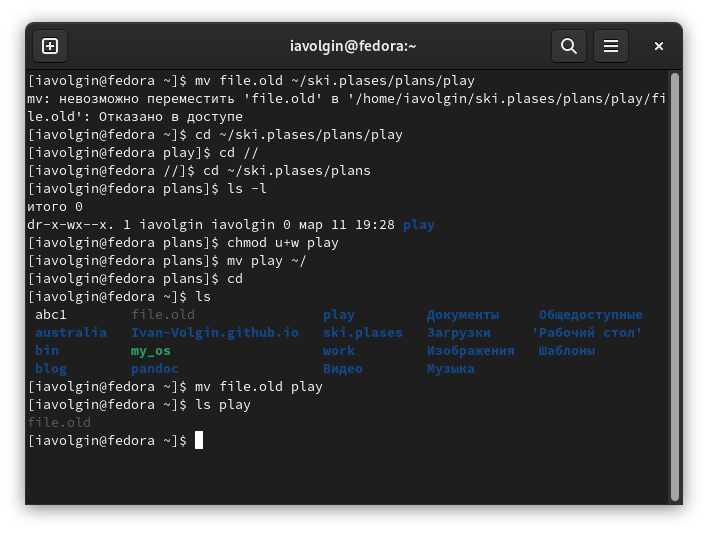 iavolgin@fedora:~
[iavolgin@fedora ~]$ mv file.old ~/ski.plases/plans/play
mv: невозможно переместить 'file.old' в '/home/iavolgin/ski.plases/plans/play/fi
le.old': Отказано в доступе
[iavolgin@fedora ~]$ cd ~/ski.plases/plans/play
[iavolgin@fedora play]$ cd //
[iavolgin@fedora //]$ cd ~/ski.plases/plans
[iavolgin@fedora plans]$ ls -l
итого 0
dr-x-wx--x. 1 iavolgin iavolgin 0 мар 11 19:28 play
[iavolgin@fedora plans]$ chmod u+w play
[iavolgin@fedora plans]$ mv play ~/
[iavolgin@fedora plans]$ cd
[iavolgin@fedora ~]$ ls
abc1 file.old play Документы Общедоступные
australia Ivan-Volgin.github.io ski.plases Загрузки 'Рабочий стол'
bin my_os work Изображения Шаблоны
blog pandoc Видео Музыка
[iavolgin@fedora ~]$ mv file.old play
[iavolgin@fedora ~]$ ls play
file.old
[iavolgin@fedora ~]$